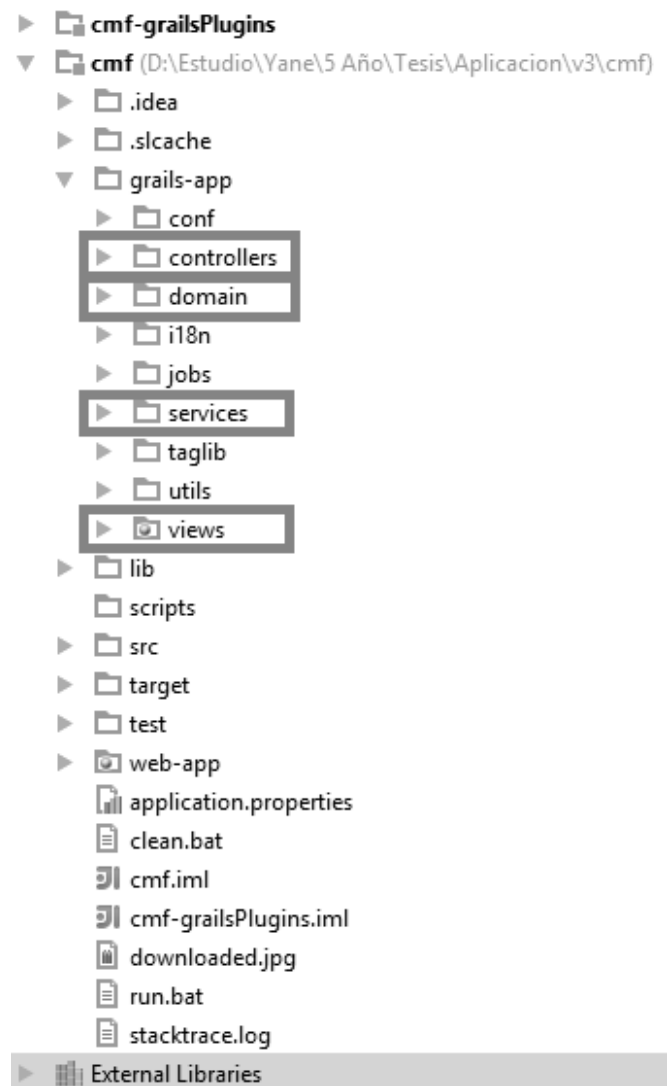 cmf-grailsPlugins
cmf (D:\Estudio\Yane\5 Año\Tesis\Aplicacion\v3\cmf)
.idea
.slcache
grails-app
conf
controllers
domain
i18n
jobs
services
taglib
utils
views
lib
scripts
src
target
test
web-app
application.properties
clean.bat
cmf.iml
cmf-grailsPlugins.iml
downloaded.jpg
run.bat
stacktrace.log
External Libraries